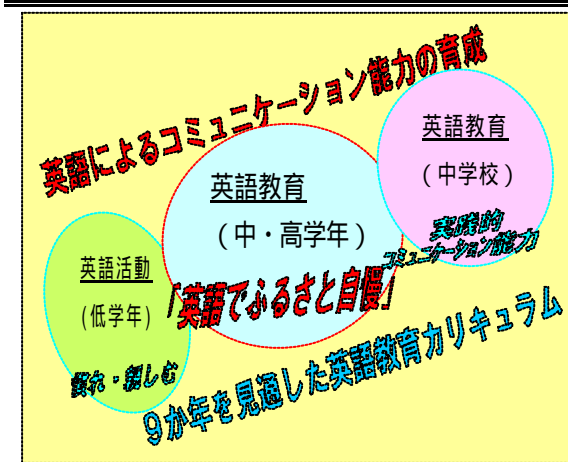 英語によるコミュニケーション能力の育成
英語教育
（中学校）
実践的
コミュニケーション能力
英語教育
（中・高学年）
「英語でふるさと自慢」
英語活動
(低学年)
慣れ・親しむ
９か年を見通した英語教育カリキュラム